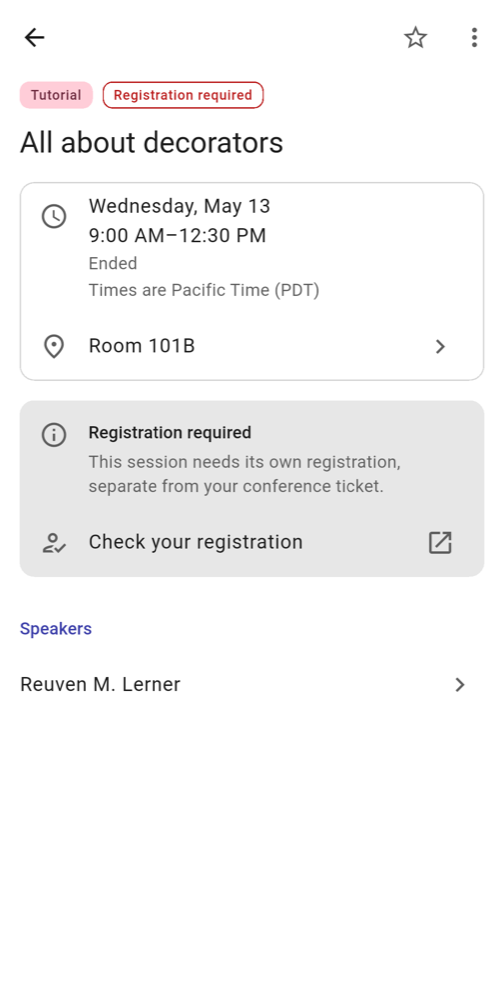 Tutorial
Registration required
All about decorators
Wednesday, May 13
9:00 AM–12:30 PM
Ended
Times are Pacific Time (PDT)
Room 101B
Registration required
This session needs its own registration,
separate from your conference ticket.
Check your registration
Speakers
Reuven M. Lerner